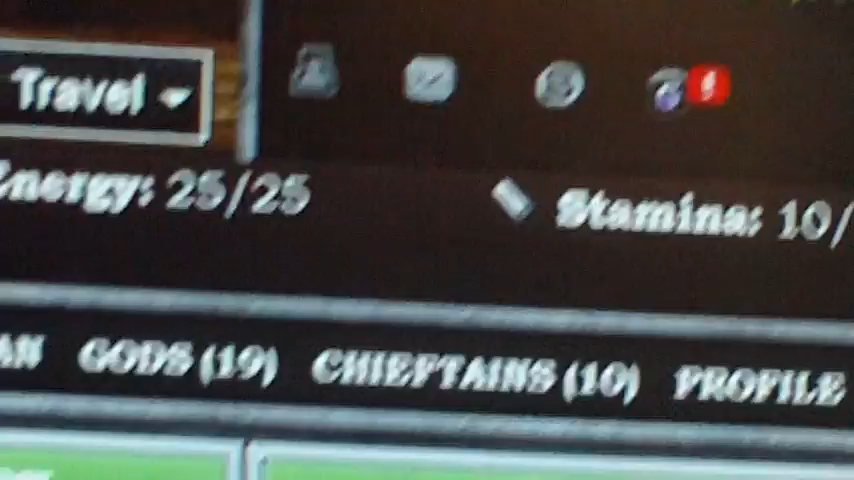 Travel
Energy: 25/25 Stamina: 10/
GODS (19) CHIEFTAINS (10) PROFILE